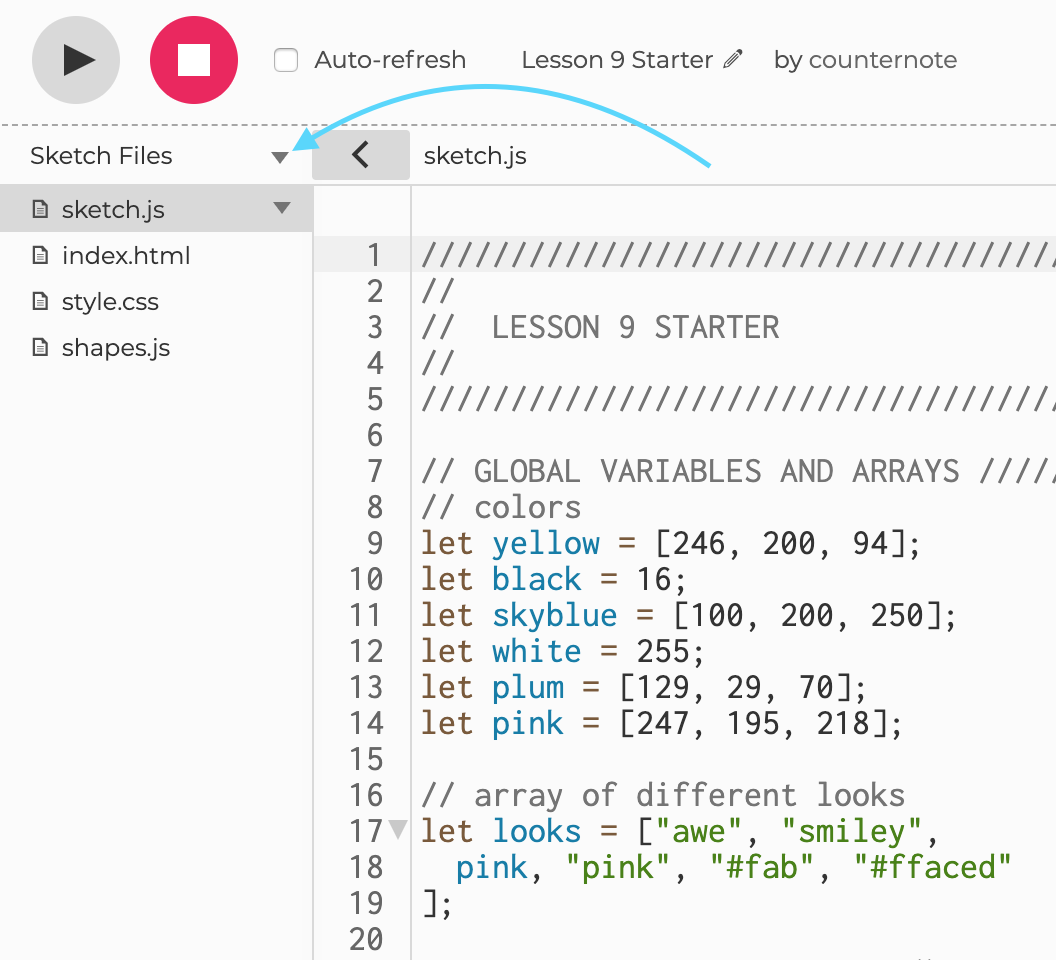 Auto-refresh Lesson 9 Starter by counternote
Sketch Files sketch.js
sketch.js
index.html
style.css
shapes.js
1 ///////////////////////////////////
2 //
3 // LESSON 9 STARTER
4 //
5 ///////////////////////////////////
6
7 // GLOBAL VARIABLES AND ARRAYS /////
8 // colors
9 let yellow = [246, 200, 94];
10 let black = 16;
11 let skyblue = [100, 200, 250];
12 let white = 255;
13 let plum = [129, 29, 70];
14 let pink = [247, 195, 218];
15
16 // array of different looks
17 let looks = ["awe", "smiley",
18 pink, "pink", "#fab", "#ffaced"
19 ];
20